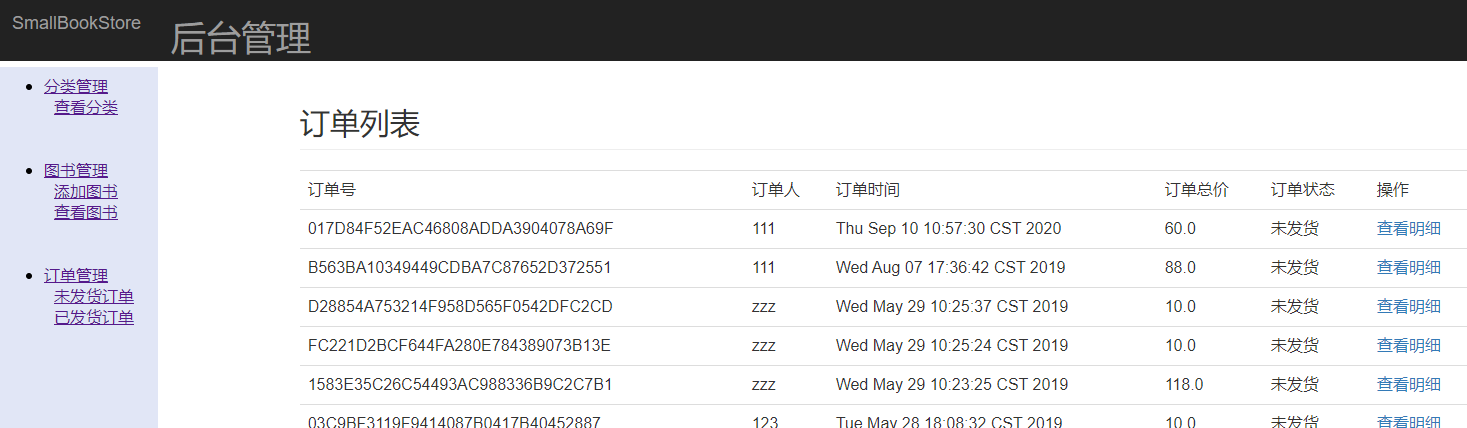 SmallBookStore 后台管理
分类管理
查看分类
图书管理
添加图书
查看图书
订单管理
未发货订单
已发货订单
订单列表
订单号 订单人 订单时间 订单总价 订单状态 操作
017D84F52EAC46808ADDA3904078A69F 111 Thu Sep 10 10:57:30 CST 2020 60.0 未发货 查看明细
B563BA10349449CDBA7C87652D372551 111 Wed Aug 07 17:36:42 CST 2019 88.0 未发货 查看明细
D28854A753214F958D565F0542DFC2CD zzz Wed May 29 10:25:37 CST 2019 10.0 未发货 查看明细
FC221D2BCF644FA280E784389073B13E zzz Wed May 29 10:25:24 CST 2019 10.0 未发货 查看明细
1583E35C26C54493AC988336B9C2C7B1 zzz Wed May 29 10:23:25 CST 2019 118.0 未发货 查看明细
03C9BF3119F9414087B0417B40452887 123 Tue May 28 18:08:32 CST 2019 10.0 未发货 查看明细